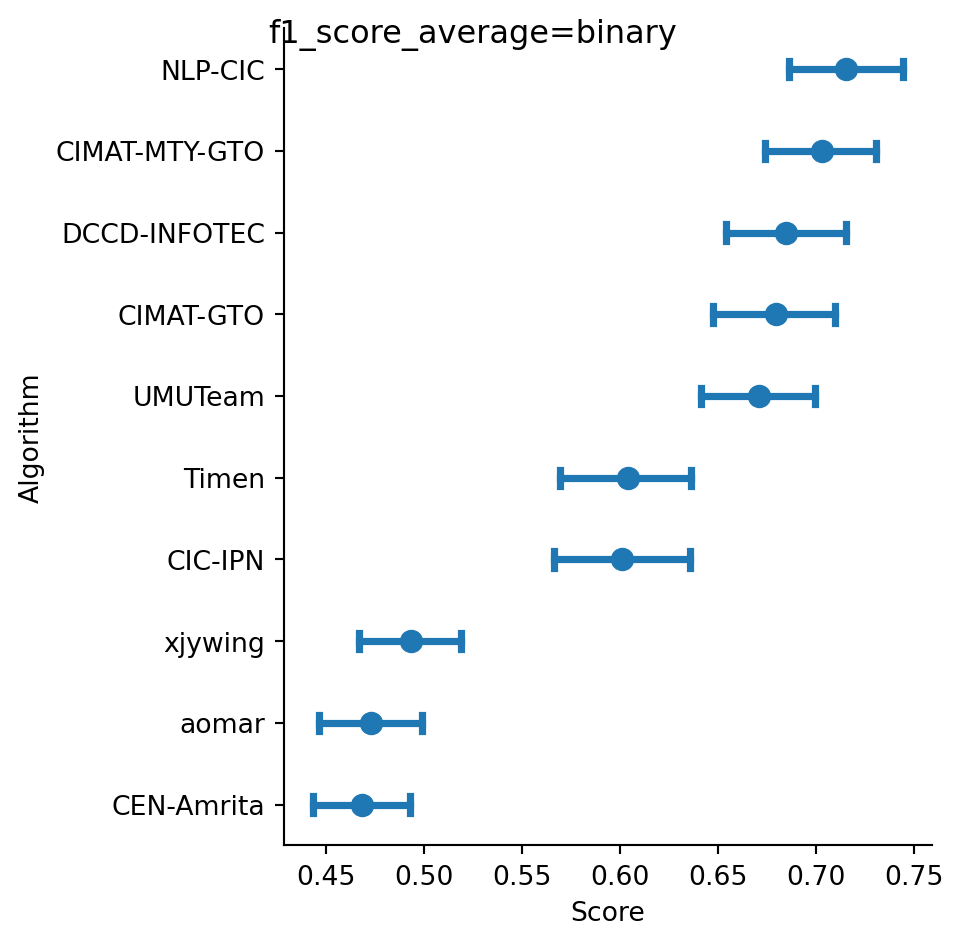 f1_score_average=binary
NLP-CIC
CIMAT-MTY-GTO
DCCD-INFOTEC
CIMAT-GTO
UMUTeam
Timen
CIC-IPN
xjywing
aomar
CEN-Amrita
Algorithm
0.45 0.50 0.55 0.60 0.65 0.70 0.75
Score